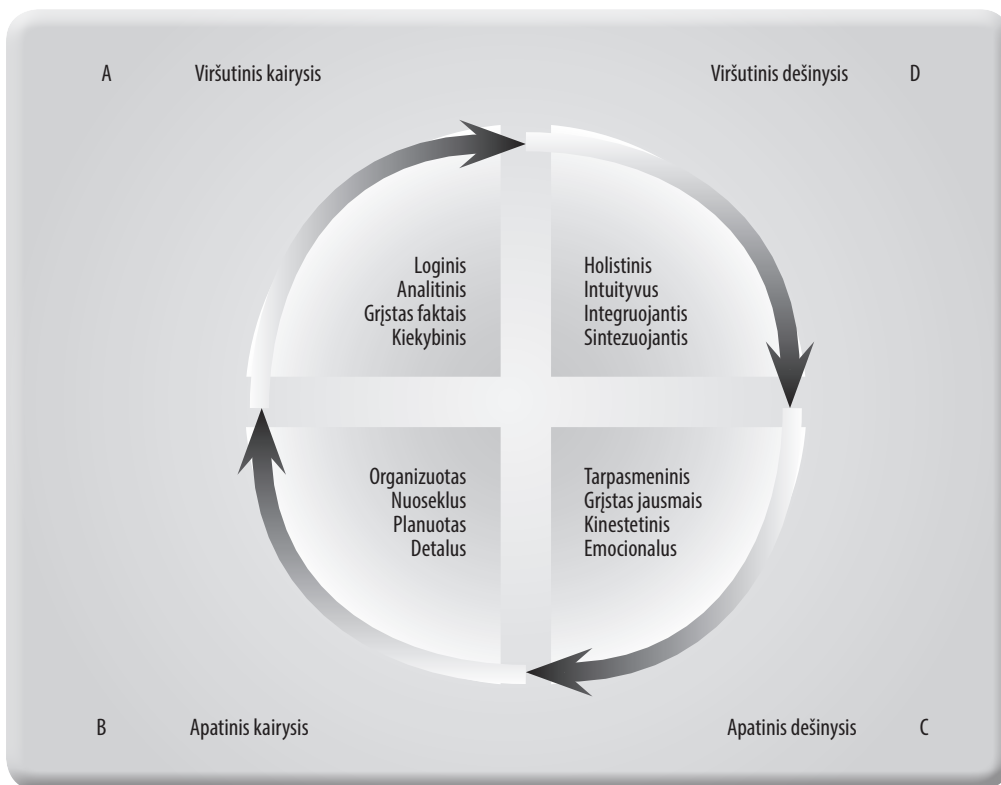 A Viršutinis kairysis
Viršutinis dešinysis D
Loginis
Analitinis
Grįstas faktais
Kiekybinis
Holistinis
Intuityvus
Integruojantis
Sintezuojantis
Organizuotas
Nuoseklus
Planuotas
Detalus
Tarpasmeninis
Grįstas jausmais
Kinestetinis
Emocionalus
B Apatinis kairysis
Apatinis dešinysis C